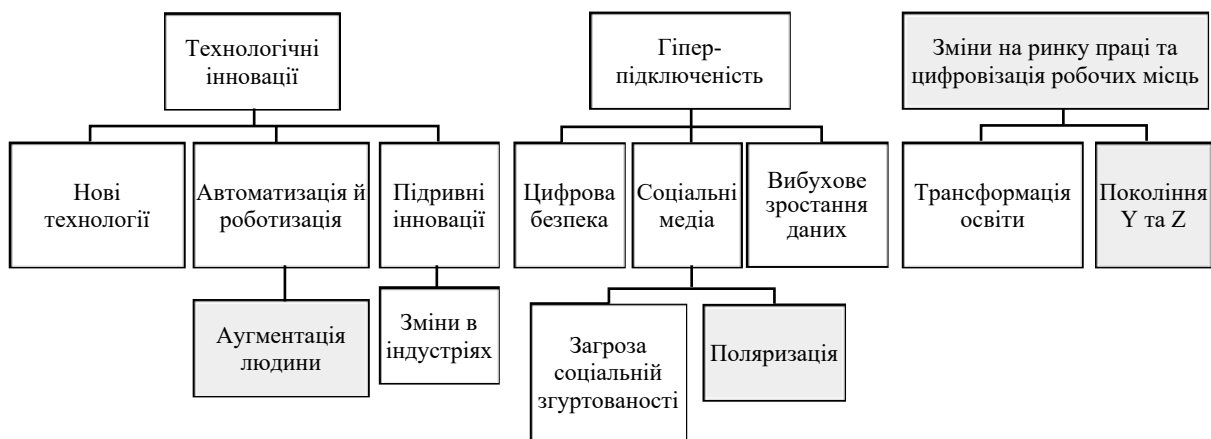 Технологічні
інновації
Гіпер-
підключеність
Зміни на ринку праці та
цифровізація робочих місць
Нові
технології
Автоматизація й
роботизація
Підривні
інновації
Цифрова
безпека
Соціальні
медіа
Вибухове
зростання
даних
Трансформація
освіти
Покоління
Y та Z
Аугментація
людини
Зміни в
індустріях
Загроза
соціальній
згуртованості
Поляризація